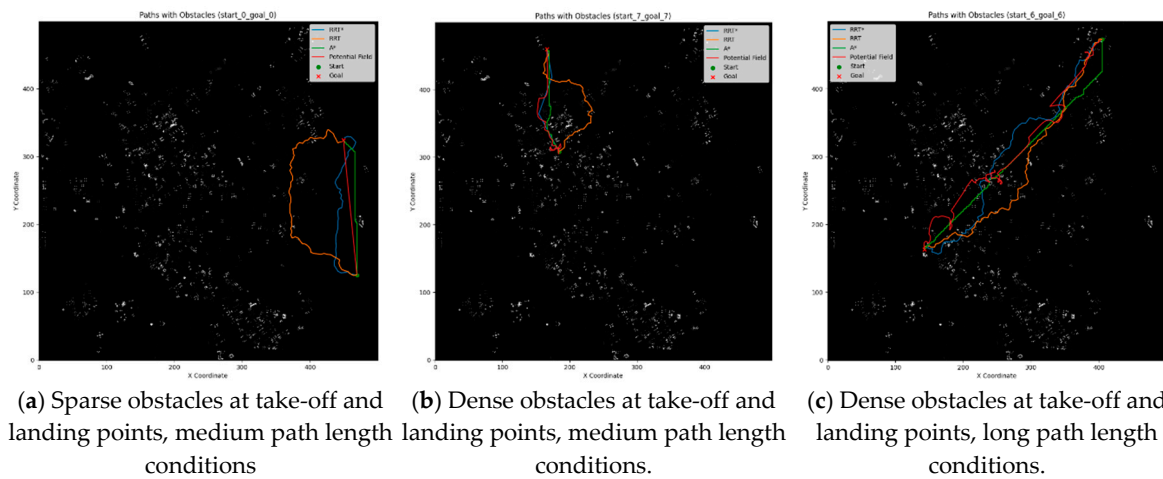 Paths with Obstacles (start_0_goal_0)
RRT*
RRT
A*
Potential Field
Start
Goal
Y Coordinate
400
300
200
100
0
0
100
200
300
400
X Coordinate
(a) Sparse obstacles at take-off and
landing points, medium path length
conditions
Paths with Obstacles (start_7_goal_7)
RRT*
RRT
A*
Potential Field
Start
Goal
Y Coordinate
400
300
200
100
0
0
100
200
300
400
X Coordinate
(b) Dense obstacles at take-off and
landing points, medium path length
conditions.
Paths with Obstacles (start_6_goal_6)
RRT*
RRT
A*
Potential Field
Start
Goal
Y Coordinate
400
300
200
100
0
0
100
200
300
400
X Coordinate
(c) Dense obstacles at take-off and
landing points, long path length
conditions.